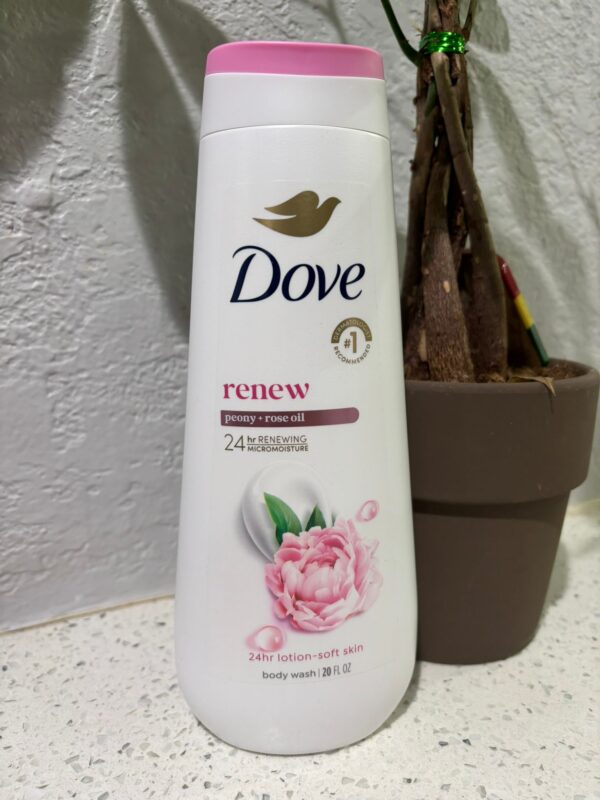 Dove
DERMATOLOGIST
#1
RECOMMENDED
renew
peony + rose oil
24 hr RENEWING
MICROMOISTURE
24hr lotion-soft skin
body wash | 20 FL OZ